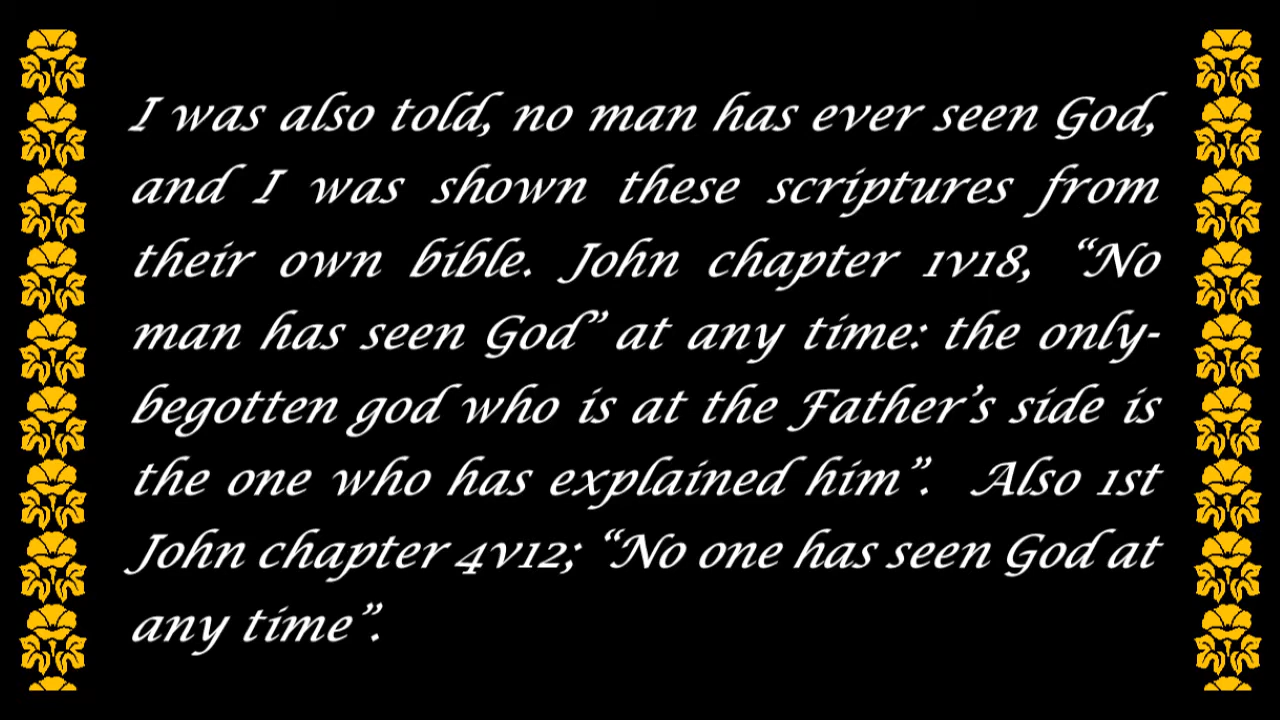 I was also told, no man has ever seen God,
and I was shown these scriptures from
their own bible. John chapter 1v18, “No
man has seen God” at any time: the only-
begotten god who is at the Father’s side is
the one who has explained him”. Also 1st
John chapter 4v12; “No one has seen God at
any time”.